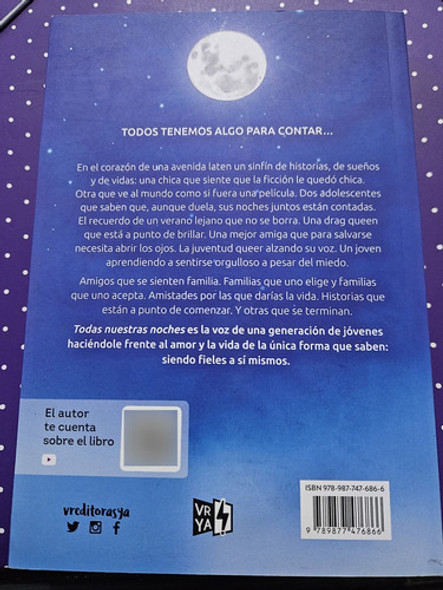 TODOS TENEMOS ALGO PARA CONTAR...
En el corazón de una avenida laten un sinfín de historias, de sueños
y de vidas: una chica que siente que la ficción le quedó chica.
Otra que ve al mundo como si fuera una película. Dos adolescentes
que saben que, aunque duela, sus noches juntos están contadas.
El recuerdo de un verano lejano que no se borra. Una drag queen
que está a punto de brillar. Una mejor amiga que para salvarse
necesita abrir los ojos. La juventud queer alzando su voz. Un joven
aprendiendo a sentirse orgulloso a pesar del miedo.
Amigos que se sienten familia. Familias que uno elige y familias
que uno acepta. Amistades por las que darías la vida. Historias que
están a punto de comenzar. Y otras que se terminan.
Todas nuestras noches es la voz de una generación de jóvenes
haciéndole frente al amor y la vida de la única forma que saben:
siendo fieles a sí mismos.
El autor
te cuenta
sobre el libro
vreditorasya
VR
YA
ISBN 978-987-747-686-6
9 789877 476866